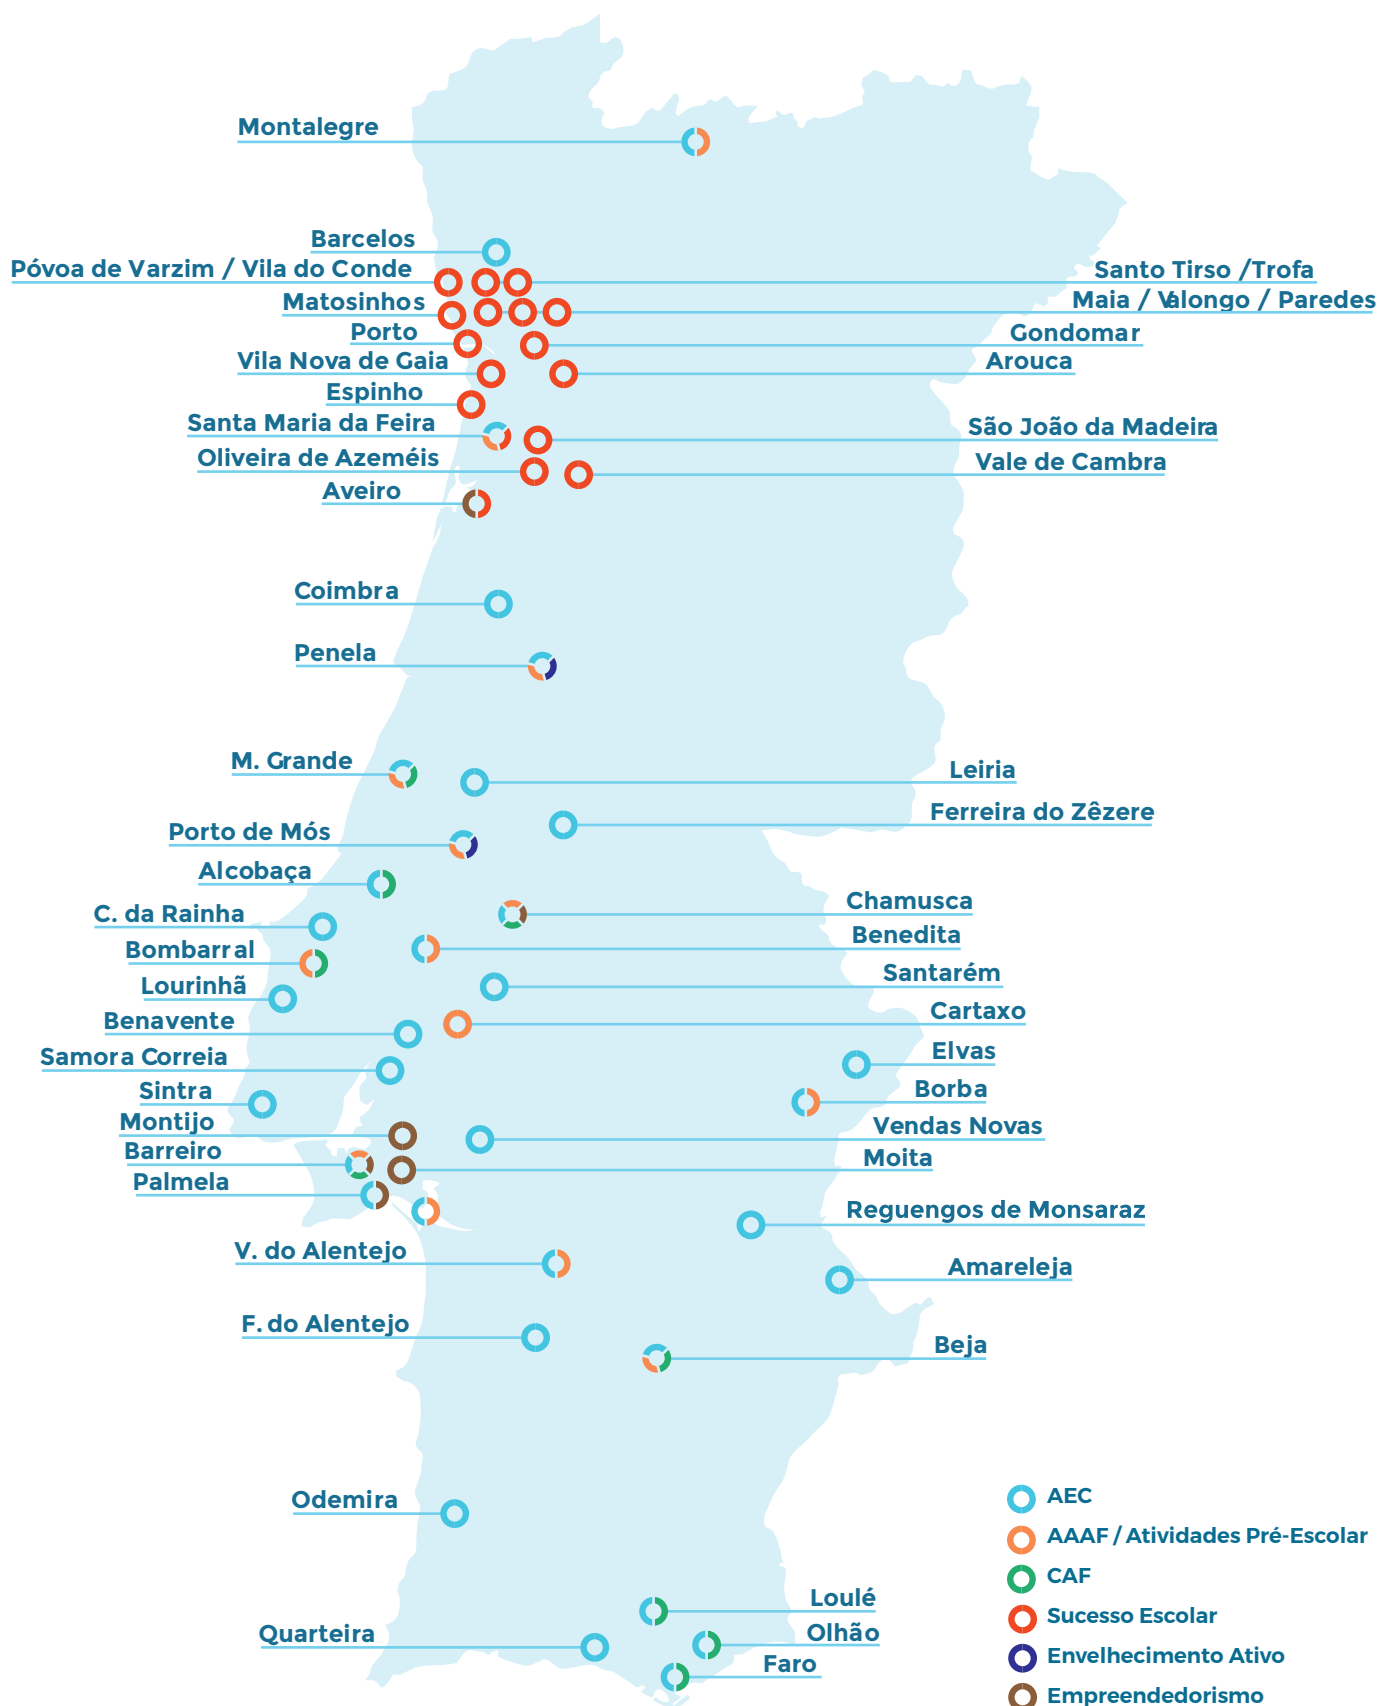 Montalegre
Barcelos
Póvoa de Varzim / Vila do Conde
Santo Tirso /Trofa
Matosinhos
Maia / Valongo / Paredes
Porto
Gondomar
Vila Nova de Gaia
Arouca
Espinho
Santa Maria da Feira
São João da Madeira
Oliveira de Azeméis
Vale de Cambra
Aveiro
Coimbra
Penela
M. Grande
Leiria
Ferreira do Zêzere
Porto de Mós
Alcobaça
Chamusca
C. da Rainha
Benedita
Bombarral
Santarém
Lourinhã
Cartaxo
Benavente
Elvas
Samora Correia
Borba
Sintra
Montijo
Vendas Novas
Barreiro
Moita
Palmela
Reguengos de Monsaraz
V. do Alentejo
Amareleja
F. do Alentejo
Beja
Odemira
Loulé
Quarteira
Olhão
Faro
AEC
AAAF / Atividades Pré-Escolar
CAF
Sucesso Escolar
Envelhecimento Ativo
Empreendedorismo